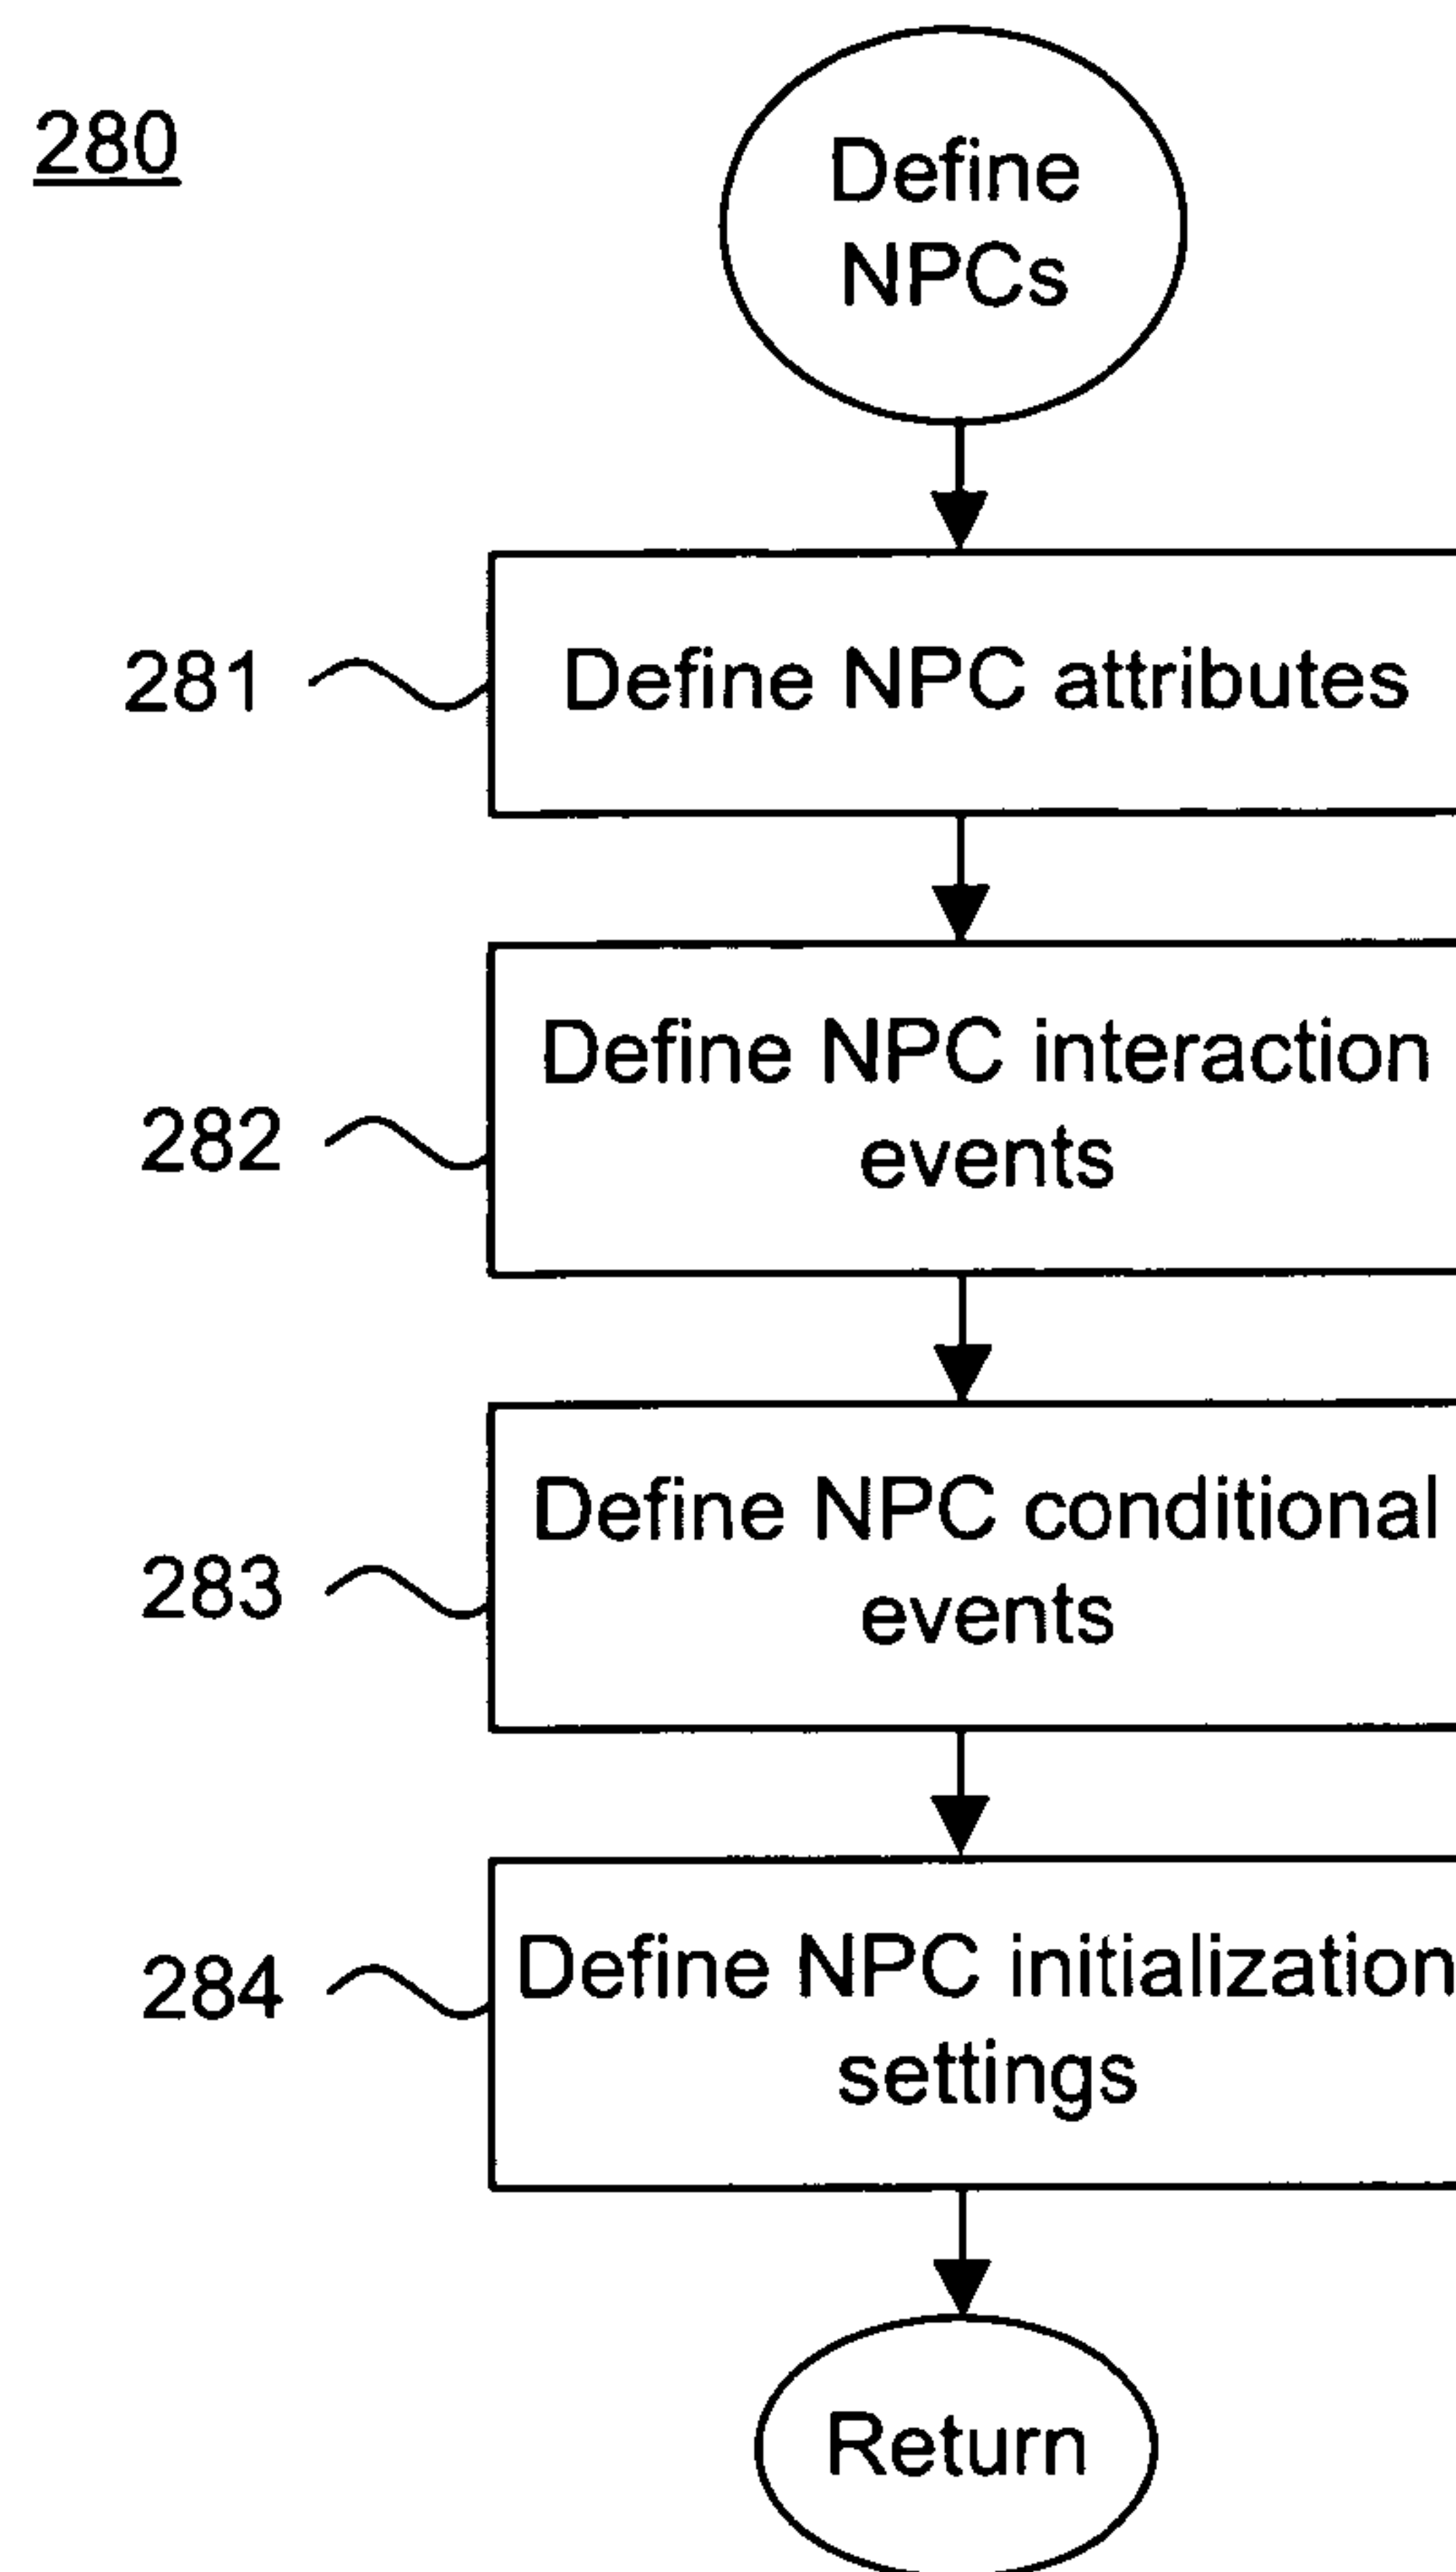 280
Define
NPCs
281
Define NPC attributes
282
Define NPC interaction
events
283
Define NPC conditional
events
284
Define NPC initialization
settings
Return